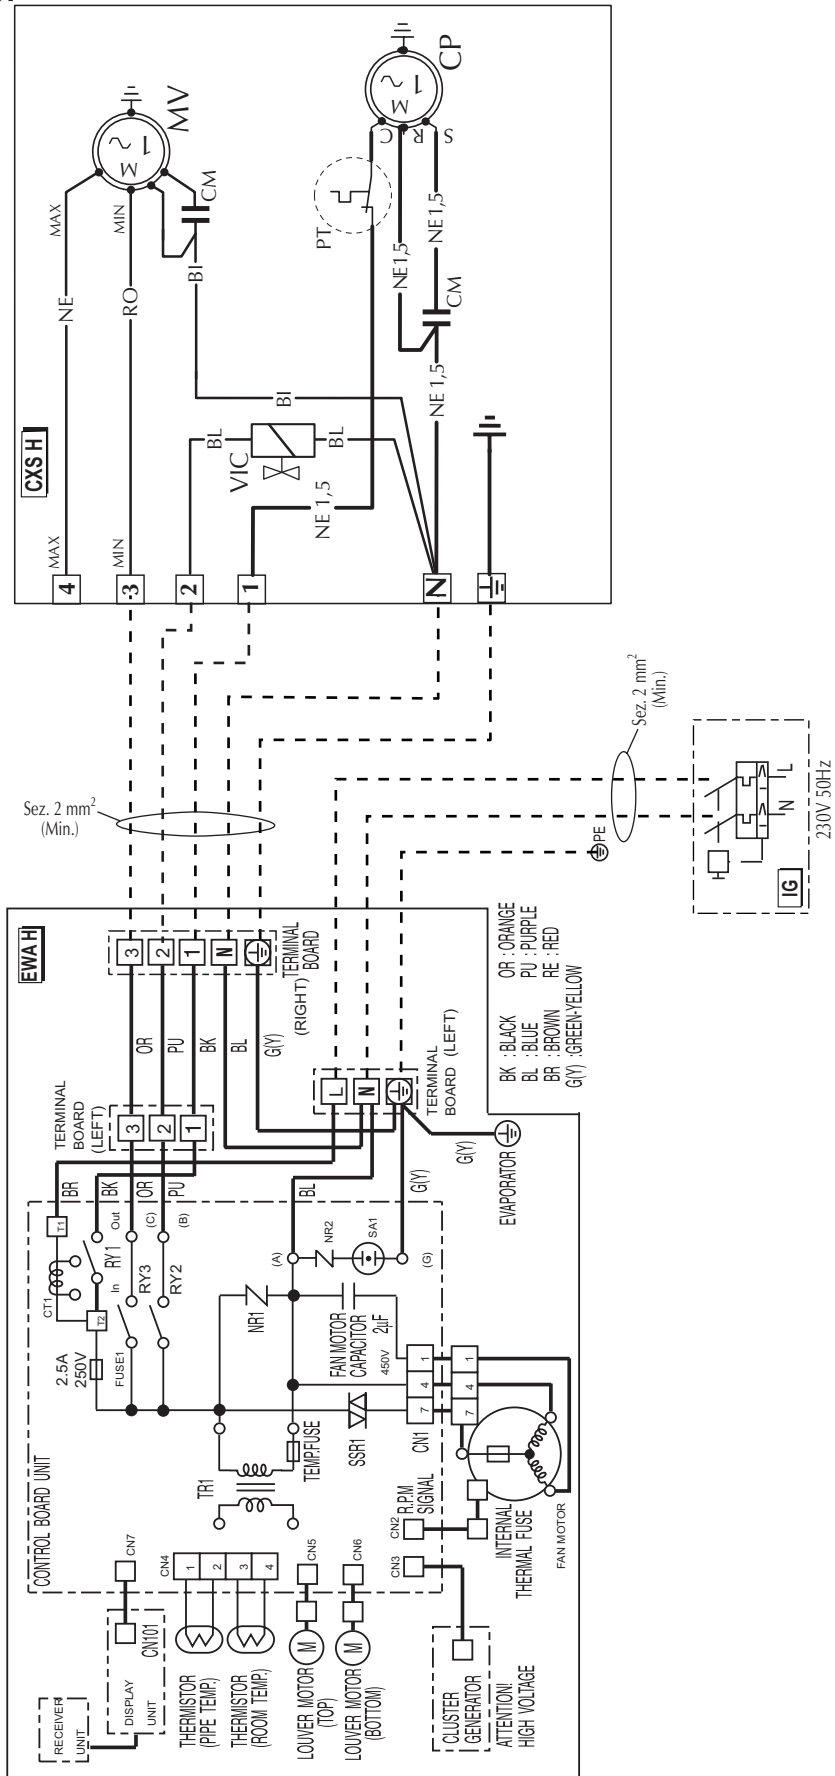 CP
MV
M
1
M
1
C
R
S
CM
PT
MAX
MIN
NE 1,5
NE1,5
BI
CM
NE
RO
NE 1,5
BI
CXS H
BL
BL
VIC
NE 1,5
MAX
MIN
4
3
2
1
N
Sez. 2 mm²
(Min.)
Sez. 2 mm²
(Min.)
L
N
230V 50Hz
PE
IG
EWA H
3
2
1
N
TERMINAL
BOARD
(RIGHT)
OR
PU
BK
BL
G(Y)
BK : BLACK
BL : BLUE
BR : BROWN
G(Y) : GREEN-YELLOW
OR : ORANGE
PU : PURPLE
RE : RED
TERMINAL
BOARD
(LEFT)
3
2
1
L
N
TERMINAL
BOARD (LEFT)
BR
BK
OR
PU
BL
G(Y)
G(Y)
EVAPORATOR
T1
Out
(C)
(B)
RY1
CT1
In
RY3
RY2
T2
2.5A
250V
FUSE1
(A)
NR2
SA1
(G)
NR1
FAN MOTOR
CAPACITOR
2μF
450V
1
4
7
1
4
7
CN1
SSR1
TEMP.FUSE
TR1
CONTROL BOARD UNIT
CN7
CN4
1
2
3
4
CN5
CN6
CN2
R.P.M
SIGNAL
CN3
INTERNAL
THERMAL FUSE
FAN MOTOR
CN101
DISPLAY
UNIT
RECEIVER
UNIT
THERMISTOR
(PIPE TEMP.)
THERMISTOR
(ROOM TEMP.)
M
LOUVER MOTOR
(TOP)
M
LOUVER MOTOR
(BOTTOM)
CLUSTER
GENERATOR
ATTENTION!
HIGH VOLTAGE